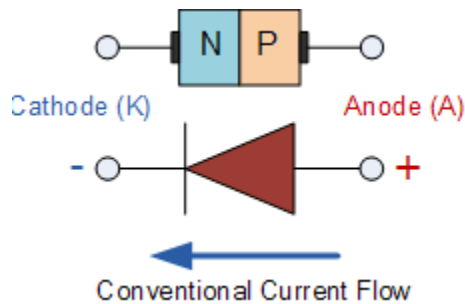 N P
Cathode (K) Anode (A)
- +
Conventional Current Flow